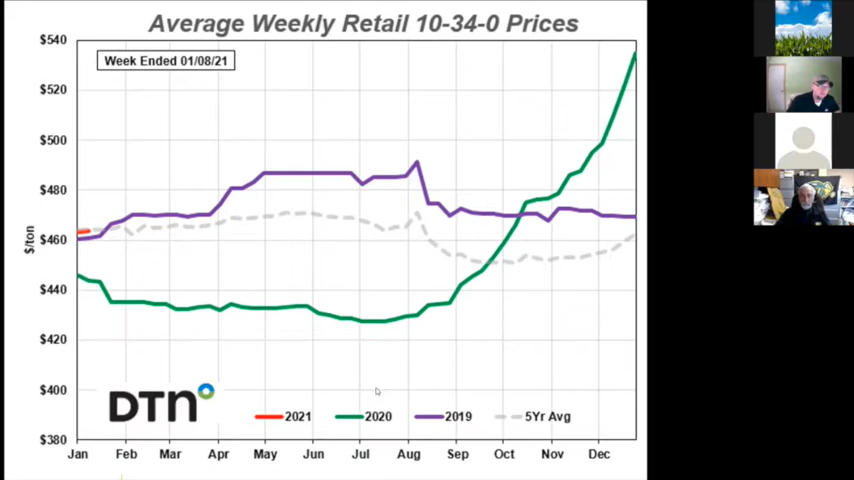 Average Weekly Retail 10-34-0 Prices
Week Ended 01/08/21
$540
$520
$500
$480
$460
$440
$420
$400
$380
$/ton
DTN
2021 2020 2019 5Yr Avg
Jan Feb Mar Apr May Jun Jul Aug Sep Oct Nov Dec